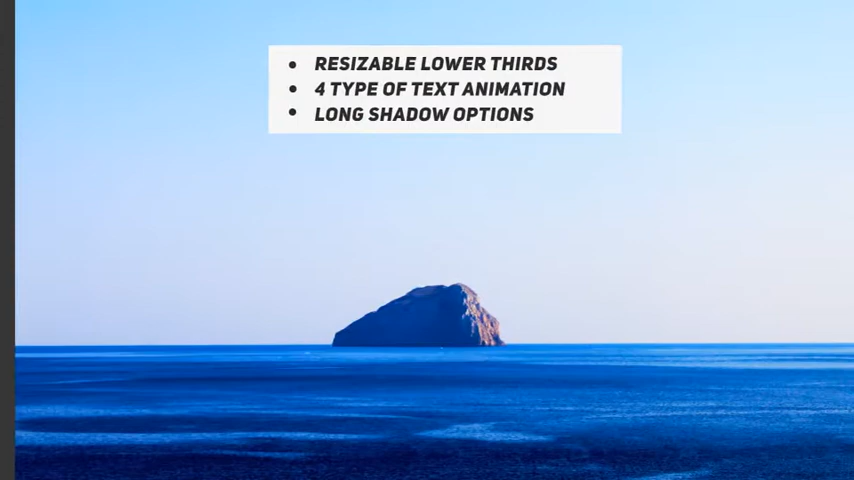 • RESIZABLE LOWER THIRDS
• 4 TYPE OF TEXT ANIMATION
• LONG SHADOW OPTIONS